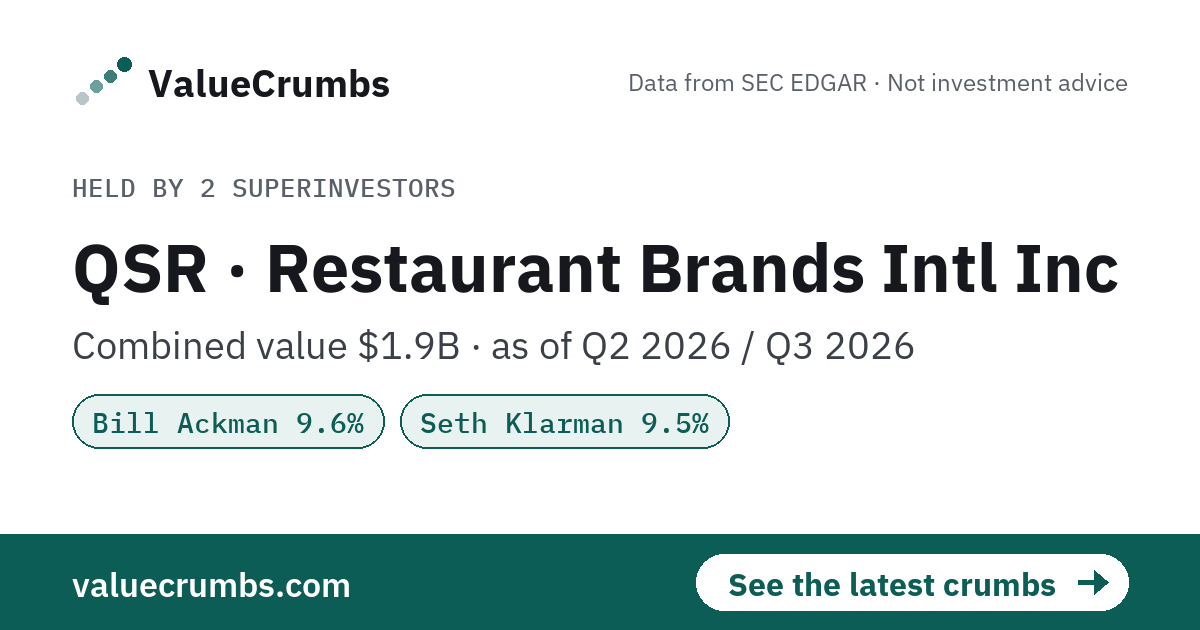 ValueCrumbs
Data from SEC EDGAR · Not investment advice
HELD BY 2 SUPERINVESTORS
QSR · Restaurant Brands Intl Inc
Combined value $1.9B · as of Q2 2026 / Q3 2026
Bill Ackman 9.6%
Seth Klarman 9.5%
valuecrumbs.com
See the latest crumbs